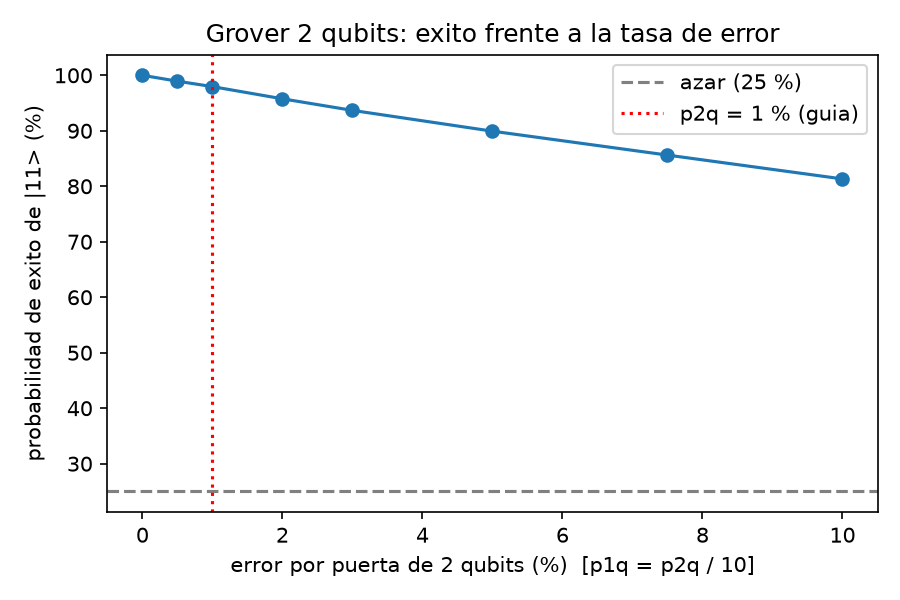 Grover 2 qubits: exito frente a la tasa de error
probabilidad de exito de |11> (%)
100
90
80
70
60
50
40
30
azar (25 %)
p2q = 1 % (guia)
0
2
4
6
8
10
error por puerta de 2 qubits (%)  [p1q = p2q / 10]